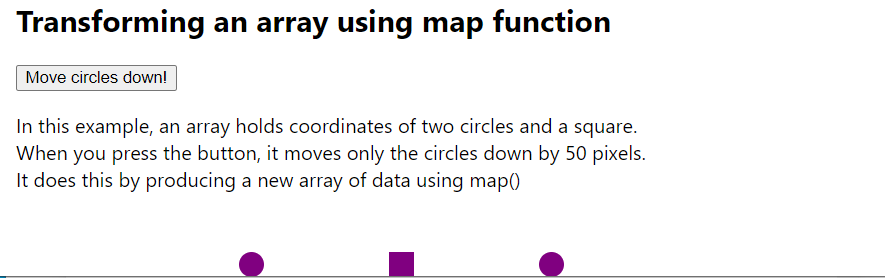 Transforming an array using map function
Move circles down!
In this example, an array holds coordinates of two circles and a square.
When you press the button, it moves only the circles down by 50 pixels.
It does this by producing a new array of data using map()